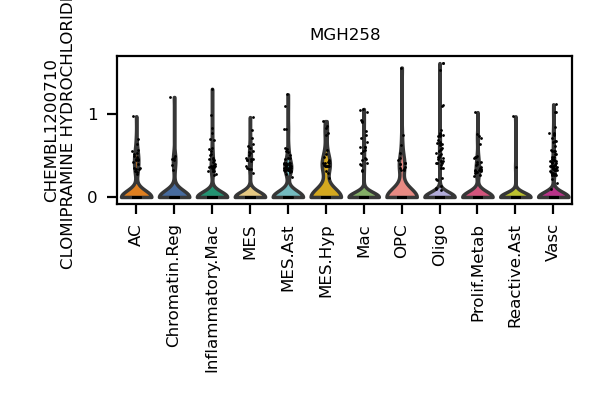 MGH258
CHEMBL1200710
CLOMIPRAMINE HYDROCHLORIDE
1
0
AC
Chromatin.Reg
Inflammatory.Mac
MES
MES.Ast
MES.Hyp
Mac
OPC
Oligo
Prolif.Metab
Reactive.Ast
Vasc